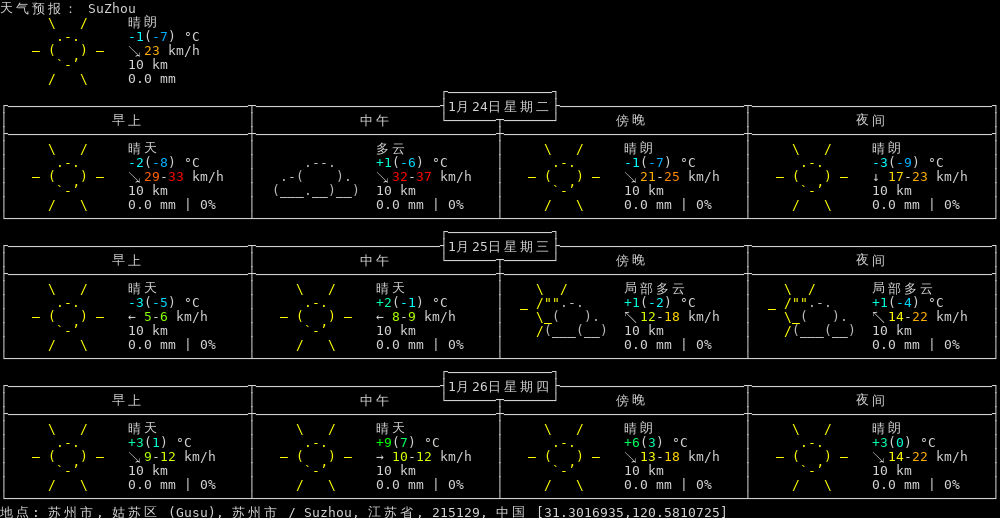 天气预报: SuZhou
晴朗
-1(-7) °C
↘23 km/h
10 km
0.0 mm
1月24日星期二
早上 中午 傍晚 夜间
晴天 多云 晴朗 晴朗
-2(-8) °C +1(-6) °C -1(-7) °C -3(-9) °C
↘29-33 km/h ↘32-37 km/h ↘21-25 km/h ↓ 17-23 km/h
10 km 10 km 10 km 10 km
0.0 mm | 0% 0.0 mm | 0% 0.0 mm | 0% 0.0 mm | 0%
1月25日星期三
早上 中午 傍晚 夜间
晴天 晴天 局部多云 局部多云
-3(-5) °C +2(-1) °C +1(-2) °C +1(-4) °C
← 5-6 km/h ← 8-9 km/h ↖12-18 km/h ↖14-22 km/h
10 km 10 km 10 km 10 km
0.0 mm | 0% 0.0 mm | 0% 0.0 mm | 0% 0.0 mm | 0%
1月26日星期四
早上 中午 傍晚 夜间
晴天 晴天 晴朗 晴朗
+3(1) °C +9(7) °C +6(3) °C +3(0) °C
↘9-12 km/h → 10-12 km/h ↘13-18 km/h ↘14-22 km/h
10 km 10 km 10 km 10 km
0.0 mm | 0% 0.0 mm | 0% 0.0 mm | 0% 0.0 mm | 0%
地点: 苏州市, 姑苏区 (Gusu), 苏州市 / Suzhou, 江苏省, 215129, 中国 [31.3016935,120.5810725]